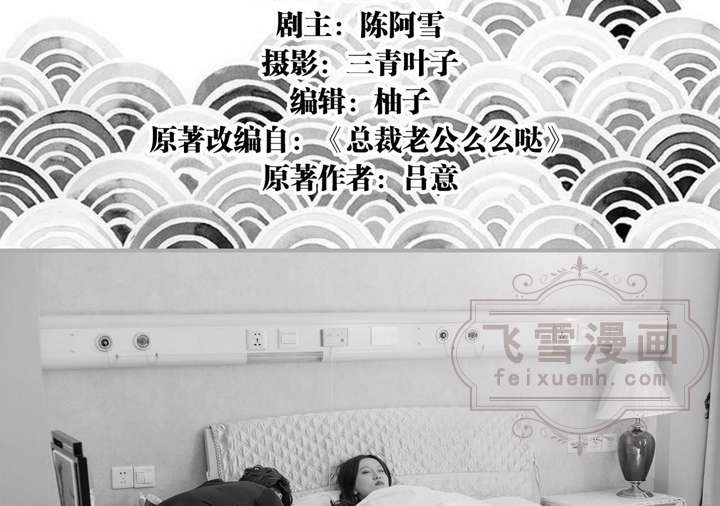 剧主：陈阿雪
摄影：三青叶子
编辑：柚子
原著改编自：《总裁老公么么哒》
原著作者：吕意
飞雪漫画
feixuemh.com